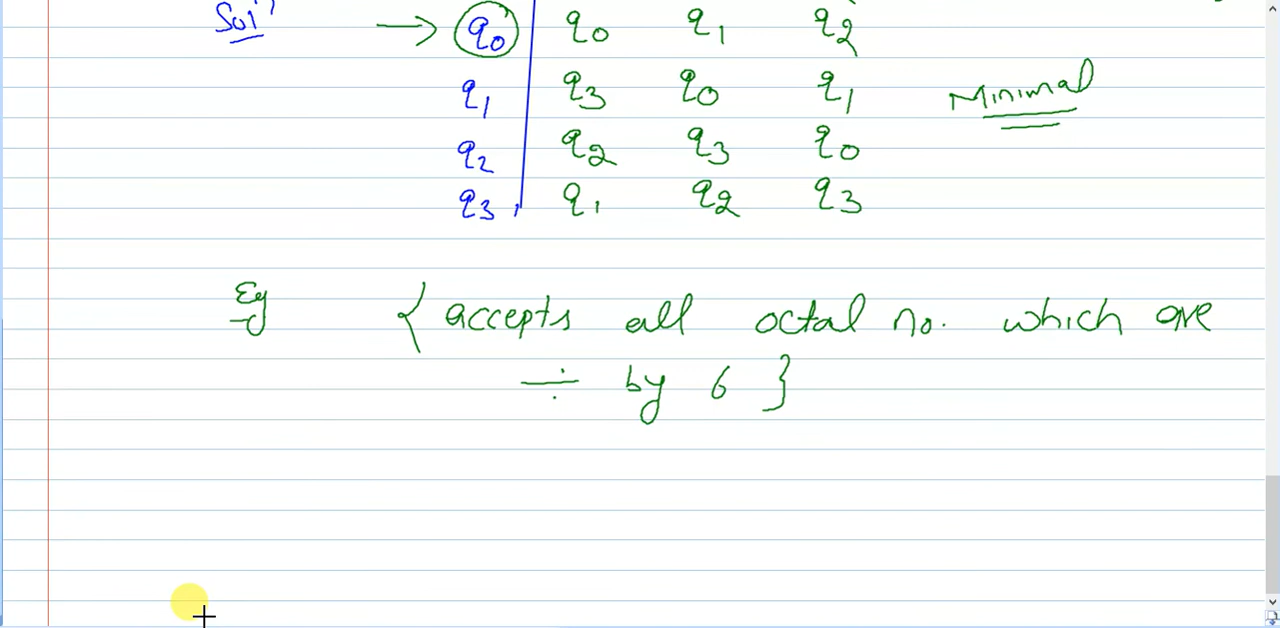 Sol'n → q0 q0 q1 q2
q1 q3 q0 q1 Minimal
q2 q2 q3 q0
q3 q1 q2 q3
Eg { accepts all octal no. which are
÷ by 6 }